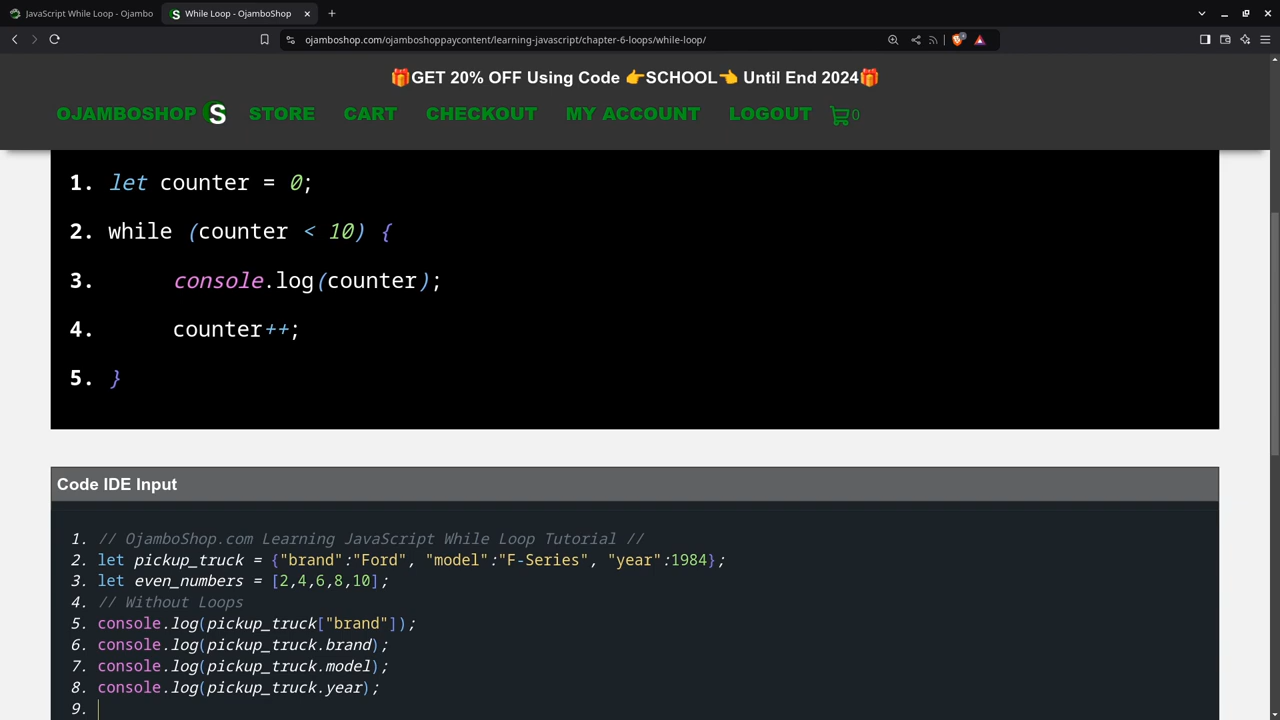 JavaScript While Loop - Ojambo
While Loop - OjamboShop
ojamboshop.com/ojamboshoppaycontent/learning-javascript/chapter-6-loops/while-loop/
🎁GET 20% OFF Using Code 👉SCHOOL👈 Until End 2024🎁
OJAMBOSHOP S STORE CART CHECKOUT MY ACCOUNT LOGOUT 0
1. let counter = 0;
2. while (counter < 10) {
3. console.log(counter);
4. counter++;
5. }
Code IDE Input
1. // OjamboShop.com Learning JavaScript While Loop Tutorial //
2. let pickup_truck = {"brand":"Ford", "model":"F-Series", "year":1984};
3. let even_numbers = [2,4,6,8,10];
4. // Without Loops
5. console.log(pickup_truck["brand"]);
6. console.log(pickup_truck.brand);
7. console.log(pickup_truck.model);
8. console.log(pickup_truck.year);
9.